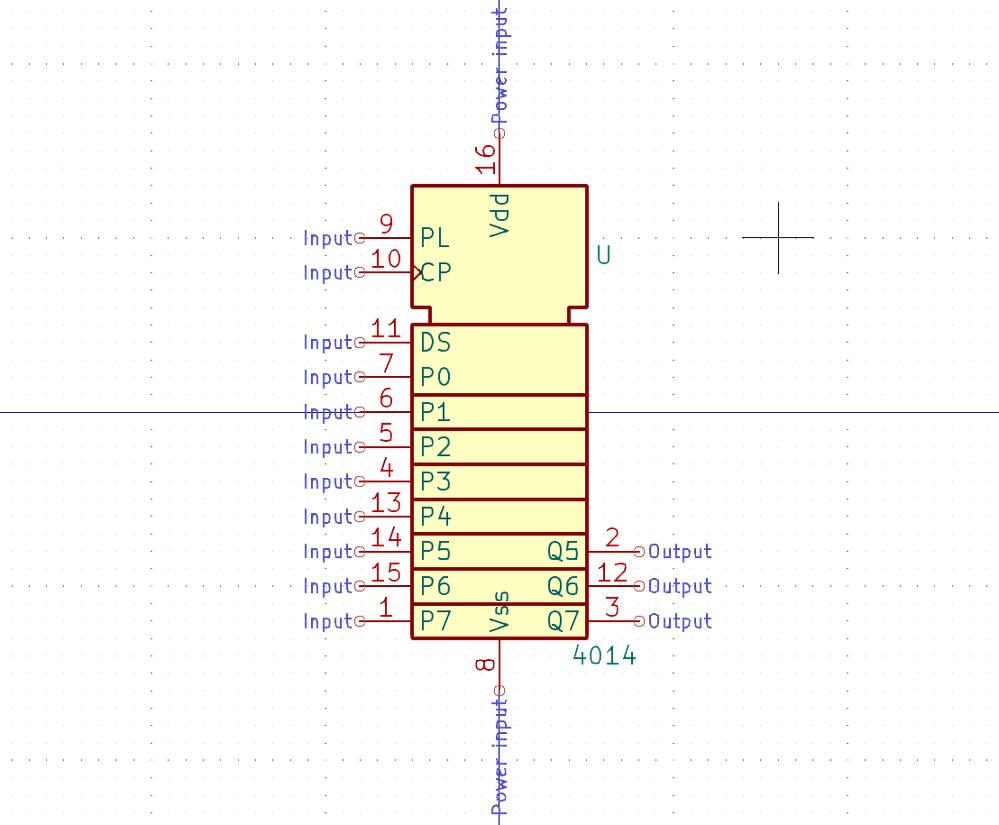 Power input
16
Vdd
Input 9 PL
U
Input 10 CP
Input 11 DS
Input 7 P0
Input 6 P1
Input 5 P2
Input 4 P3
Input 13 P4
Input 14 P5 Q5 2 Output
Input 15 P6 Q6 12 Output
Vss
Input 1 P7 Q7 3 Output
4014
8
Power input